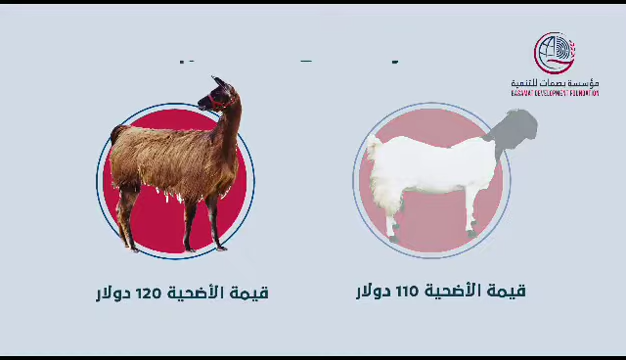 مؤسسة بصمات للتنمية
BASAMAT DEVELOPMENT FOUNDATION
قيمة الأضحية 110 دولار
قيمة الأضحية 120 دولار